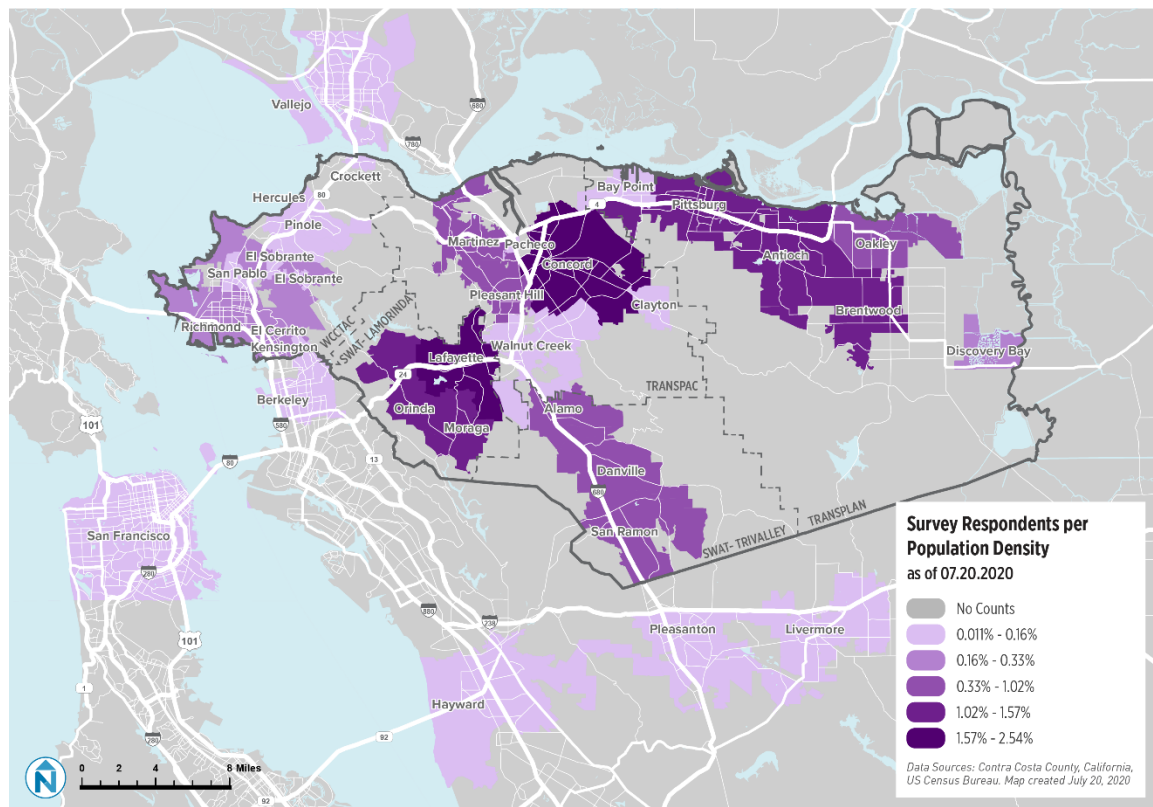 Vallejo
680
780
Crockett
Hercules
80
Pinole
Bay Point
4
Pittsburg
Martinez
Pacheco
Oakley
El Sobrante
San Pablo
El Sobrante
Concord
Antioch
Pleasant Hill
Clayton
Richmond
El Cerrito
Kensington
WCCTAC
SWAT- LAMORINDA
Walnut Creek
Brentwood
Lafayette
Discovery Bay
24
TRANSPAC
Berkeley
Orinda
Alamo
Moraga
580
101
13
80
Danville
680
San Francisco
San Ramon
SWAT- TRIVALLEY
TRANSPLAN
280
880
238
Pleasanton
Livermore
101
1
Hayward
92
280
92
N
0 2 4 8 Miles
Survey Respondents per
Population Density
as of 07.20.2020
No Counts
0.011% - 0.16%
0.16% - 0.33%
0.33% - 1.02%
1.02% - 1.57%
1.57% - 2.54%
Data Sources: Contra Costa County, California,
US Census Bureau. Map created July 20, 2020